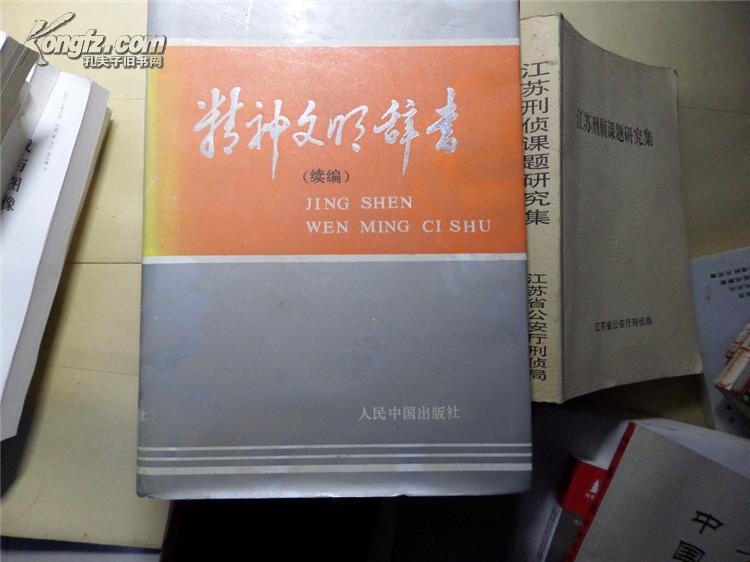 Kongfz.com
孔夫子旧书网
精神文明辞书
（续编）
JING SHEN
WEN MING CI SHU
人民中国出版社
社
江苏刑侦课题研究集
江苏省公安厅刑侦局
江苏刑侦课题研究集
江苏省公安厅刑侦局
与图像
中
国